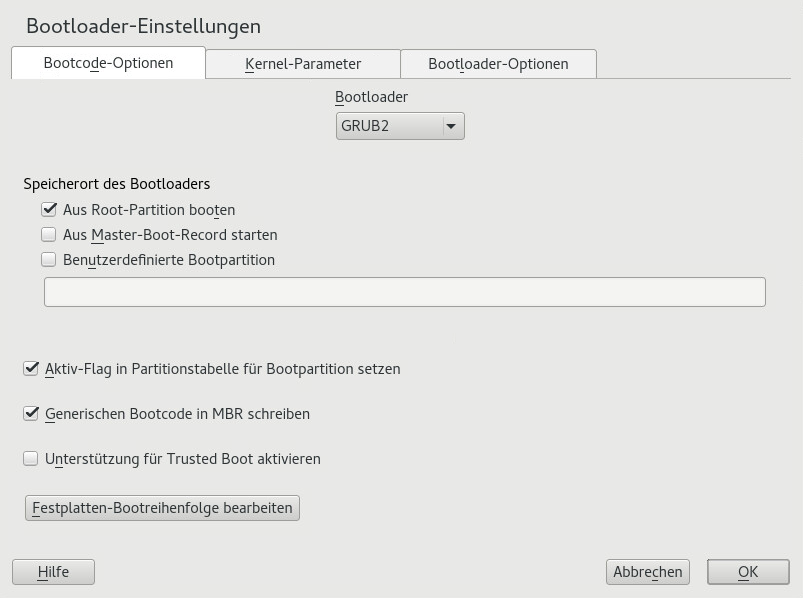 Bootloader-Einstellungen
Bootcode-Optionen Kernel-Parameter Bootloader-Optionen
Bootloader
GRUB2
Speicherort des Bootloaders
Aus Root-Partition booten
Aus Master-Boot-Record starten
Benutzerdefinierte Bootpartition
Aktiv-Flag in Partitionstabelle für Bootpartition setzen
Generischen Bootcode in MBR schreiben
Unterstützung für Trusted Boot aktivieren
Festplatten-Bootreihenfolge bearbeiten
Hilfe Abbrechen OK